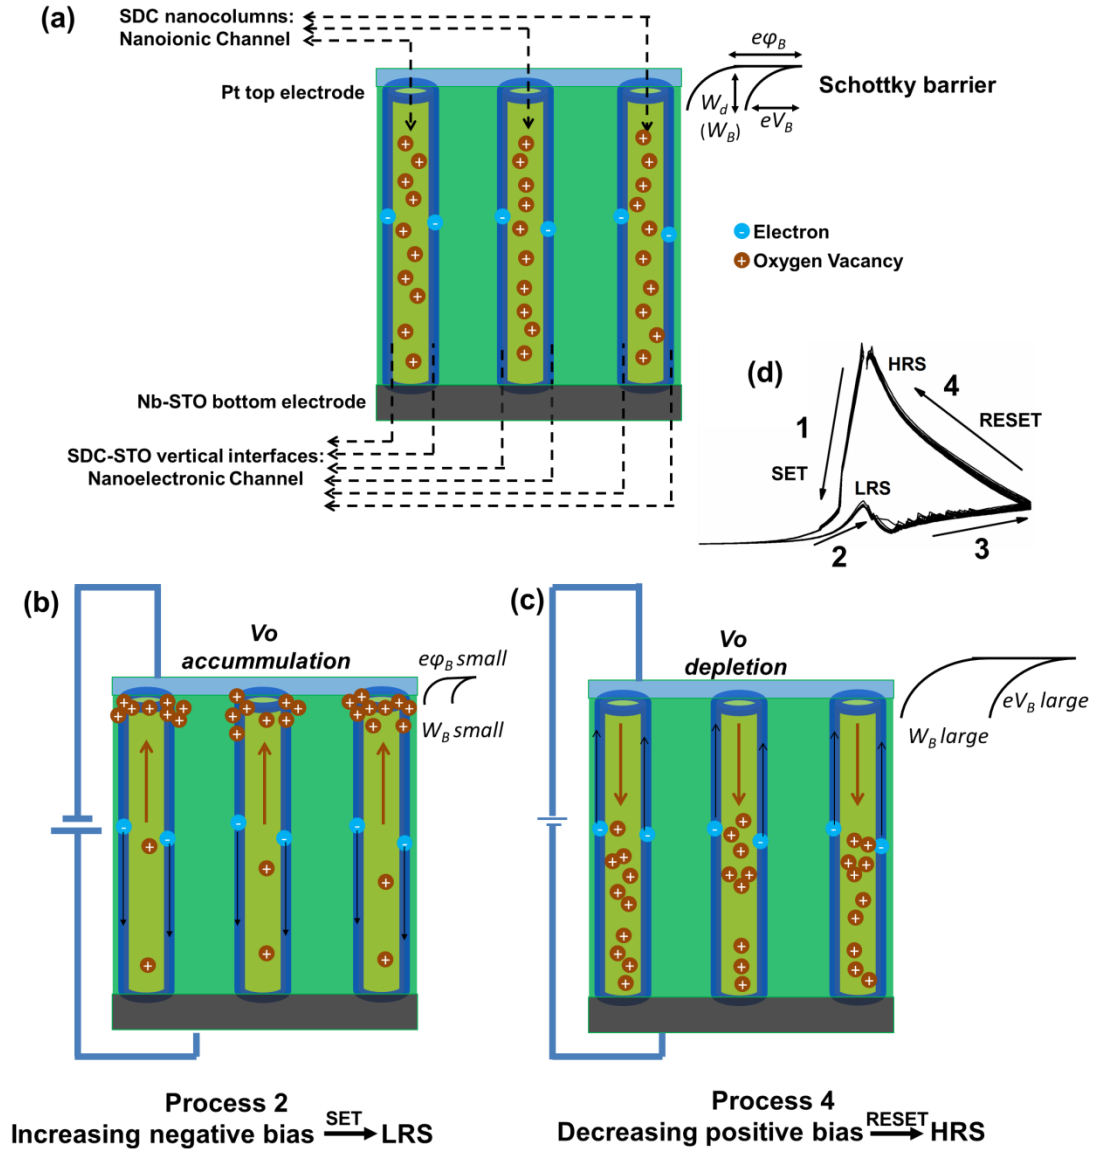 (a)
SDC nanocolumns:
Nanoionic Channel
Pt top electrode
eφB
Schottky barrier
Wd
(WB)
eVB
- Electron
+ Oxygen Vacancy
Nb-STO bottom electrode
SDC-STO vertical interfaces:
Nanoelectronic Channel
(d)
HRS
4
1
RESET
SET
LRS
2
3
(b)
Vo
accummulation
eφB small
WB small
Process 2
Increasing negative bias SET LRS
(c)
Vo
depletion
eVB large
WB large
Process 4
Decreasing positive bias RESET HRS